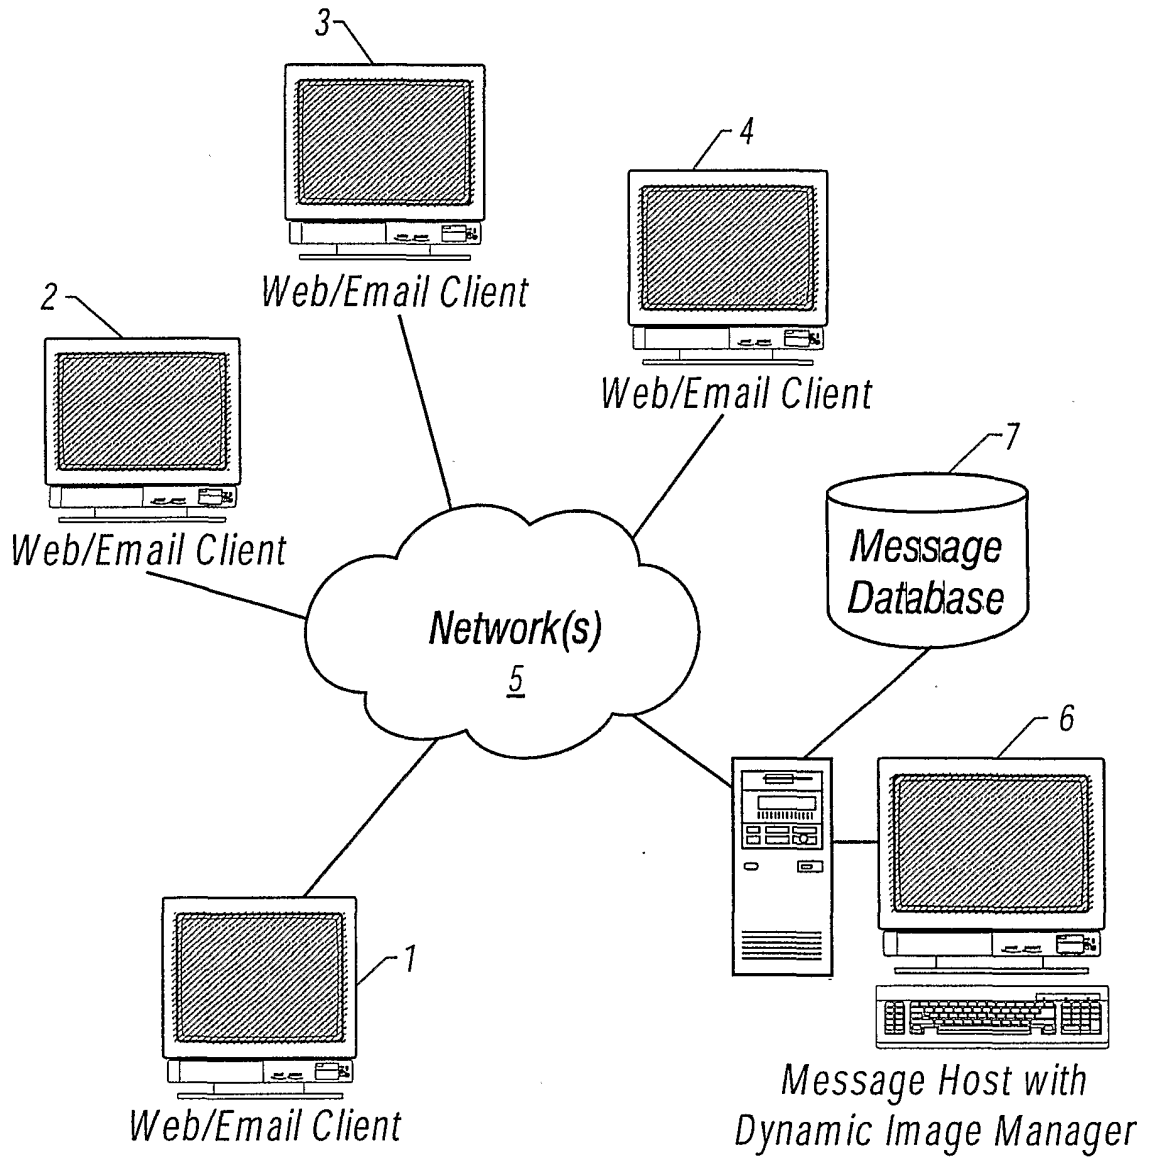 3
4
Web/Email Client
2
Web/Email Client
7
Web/Email Client
Message
Database
Network(s)
5
6
1
Message Host with
Dynamic Image Manager
Web/Email Client